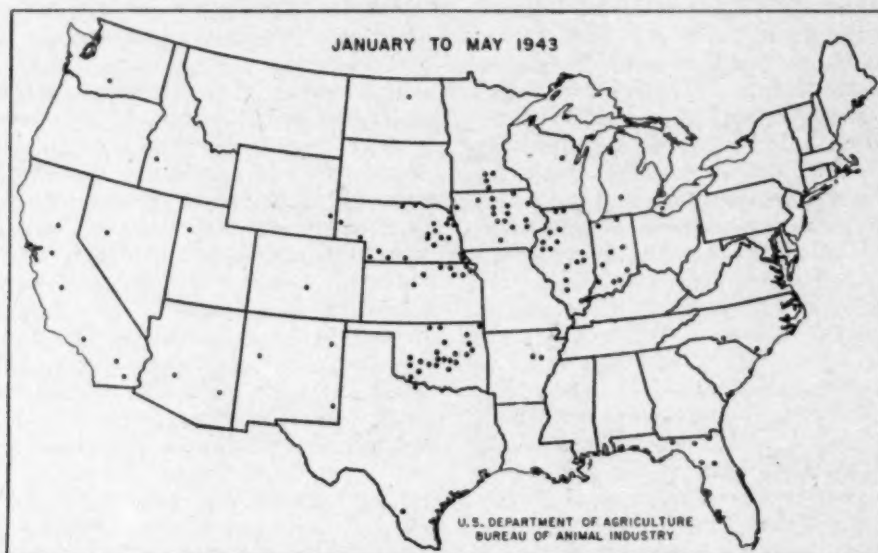 JANUARY TO MAY 1943
U.S. DEPARTMENT OF AGRICULTURE
BUREAU OF ANIMAL INDUSTRY